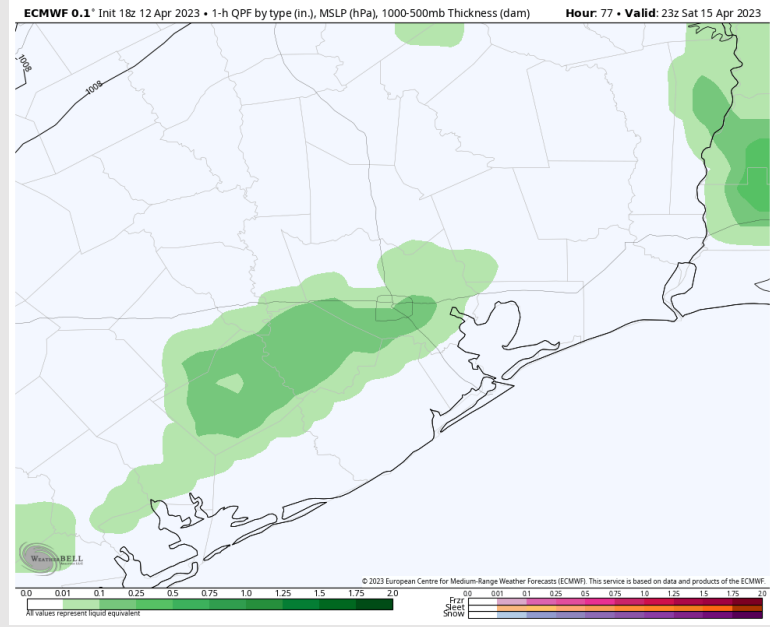 ECMWF 0.1° Init 18z 12 Apr 2023 • 1-h QPF by type (in.), MSLP (hPa), 1000-500mb Thickness (dam) Hour: 77 • Valid: 23z Sat 15 Apr 2023
1008
1008
WeatherBELL
© 2023 European Centre for Medium-Range Weather Forecasts (ECMWF). This service is based on data and products of the ECMWF.
0.0 0.01 0.1 0.25 0.5 0.75 1.0 1.25 1.5 1.75 2.0
All values represent liquid equivalent
0.0 0.01 0.1 0.25 0.5 0.75 1.0 1.25 1.5 1.75 2.0
Frzr
Sleet
Snow